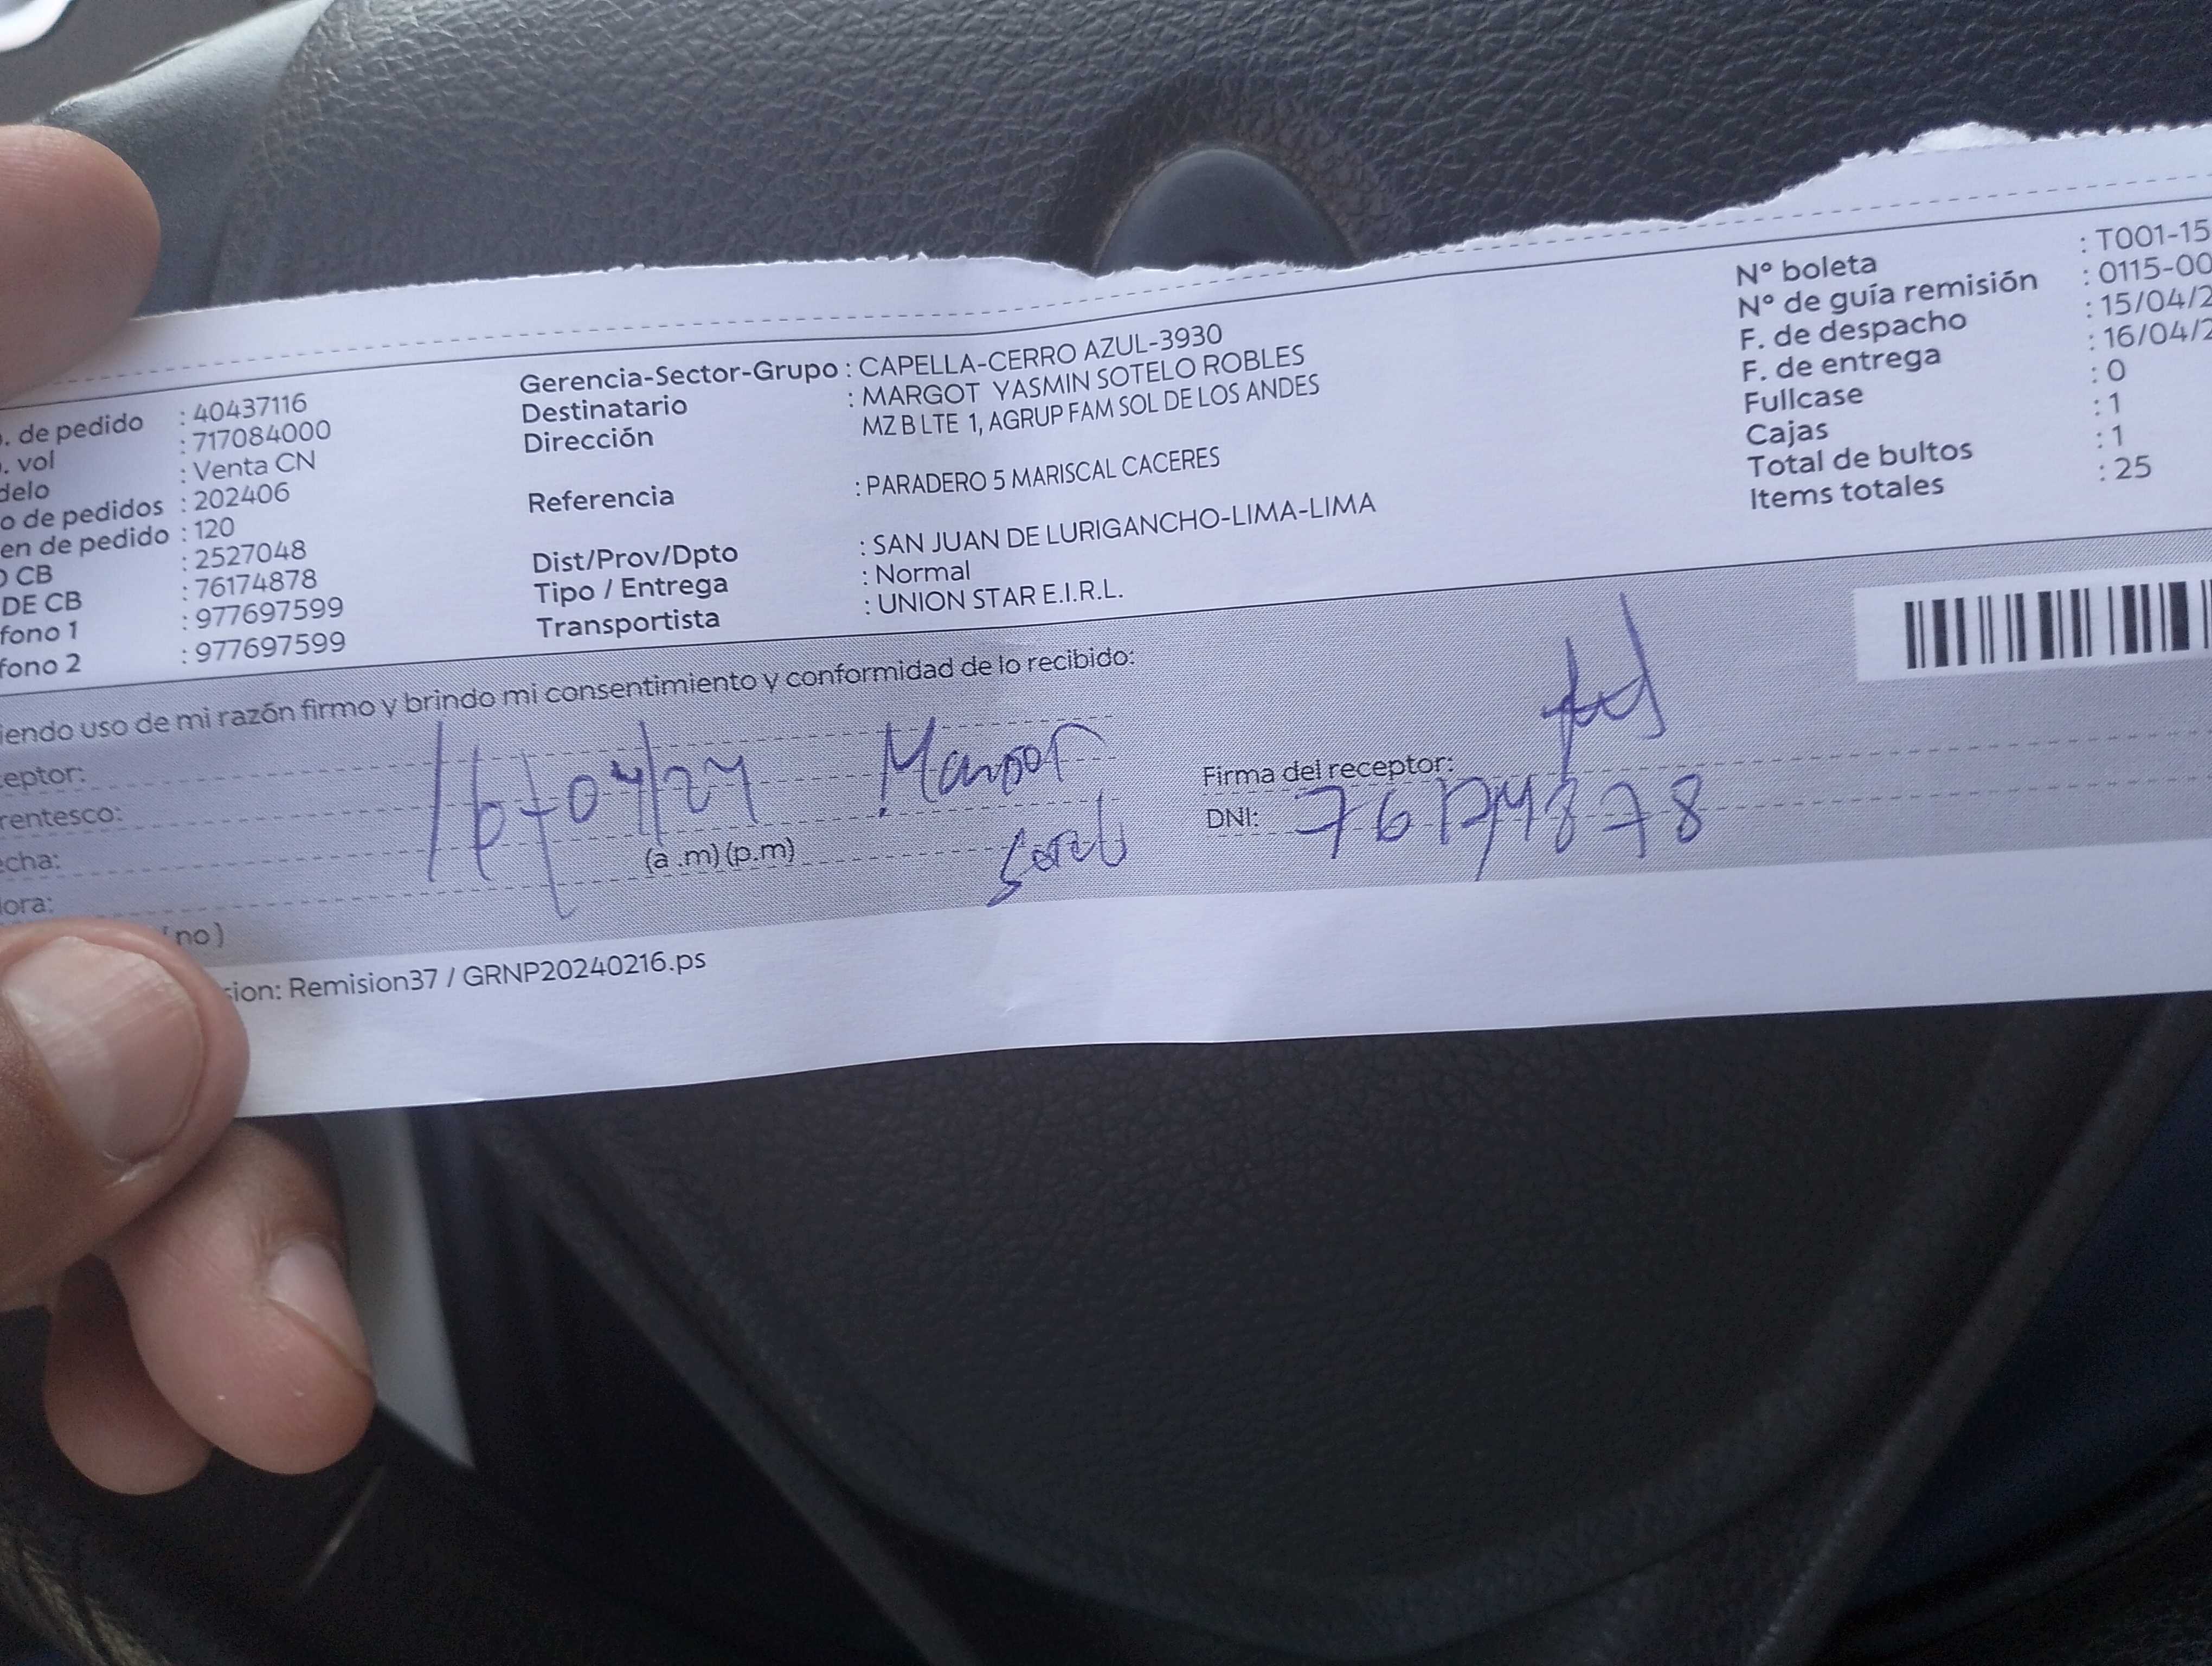 . de pedido : 40437116
. vol : 717084000
delo : Venta CN
o de pedidos : 202406
en de pedido : 120
O CB : 2527048
DE CB : 76174878
fono 1 : 977697599
fono 2 : 977697599
Gerencia-Sector-Grupo : CAPELLA-CERRO AZUL-3930
Destinatario : MARGOT YASMIN SOTELO ROBLES
Dirección MZ B LTE 1, AGRUP FAM SOL DE LOS ANDES
Referencia : PARADERO 5 MARISCAL CACERES
Dist/Prov/Dpto : SAN JUAN DE LURIGANCHO-LIMA-LIMA
Tipo / Entrega : Normal
Transportista : UNION STAR E.I.R.L.
N° boleta : T001-15
N° de guía remisión : 0115-00
F. de despacho : 15/04/2
F. de entrega : 16/04/2
Fullcase : 0
Cajas : 1
Total de bultos : 1
Items totales : 25
iendo uso de mi razón firmo y brindo mi consentimiento y conformidad de lo recibido:
eptor:
rentesco:
echa:
ora:
16/04/24
(a .m) (p.m)
Margot
Sotelo
Firma del receptor:
DNI: 76174878
no )
sion: Remision37 / GRNP20240216.ps